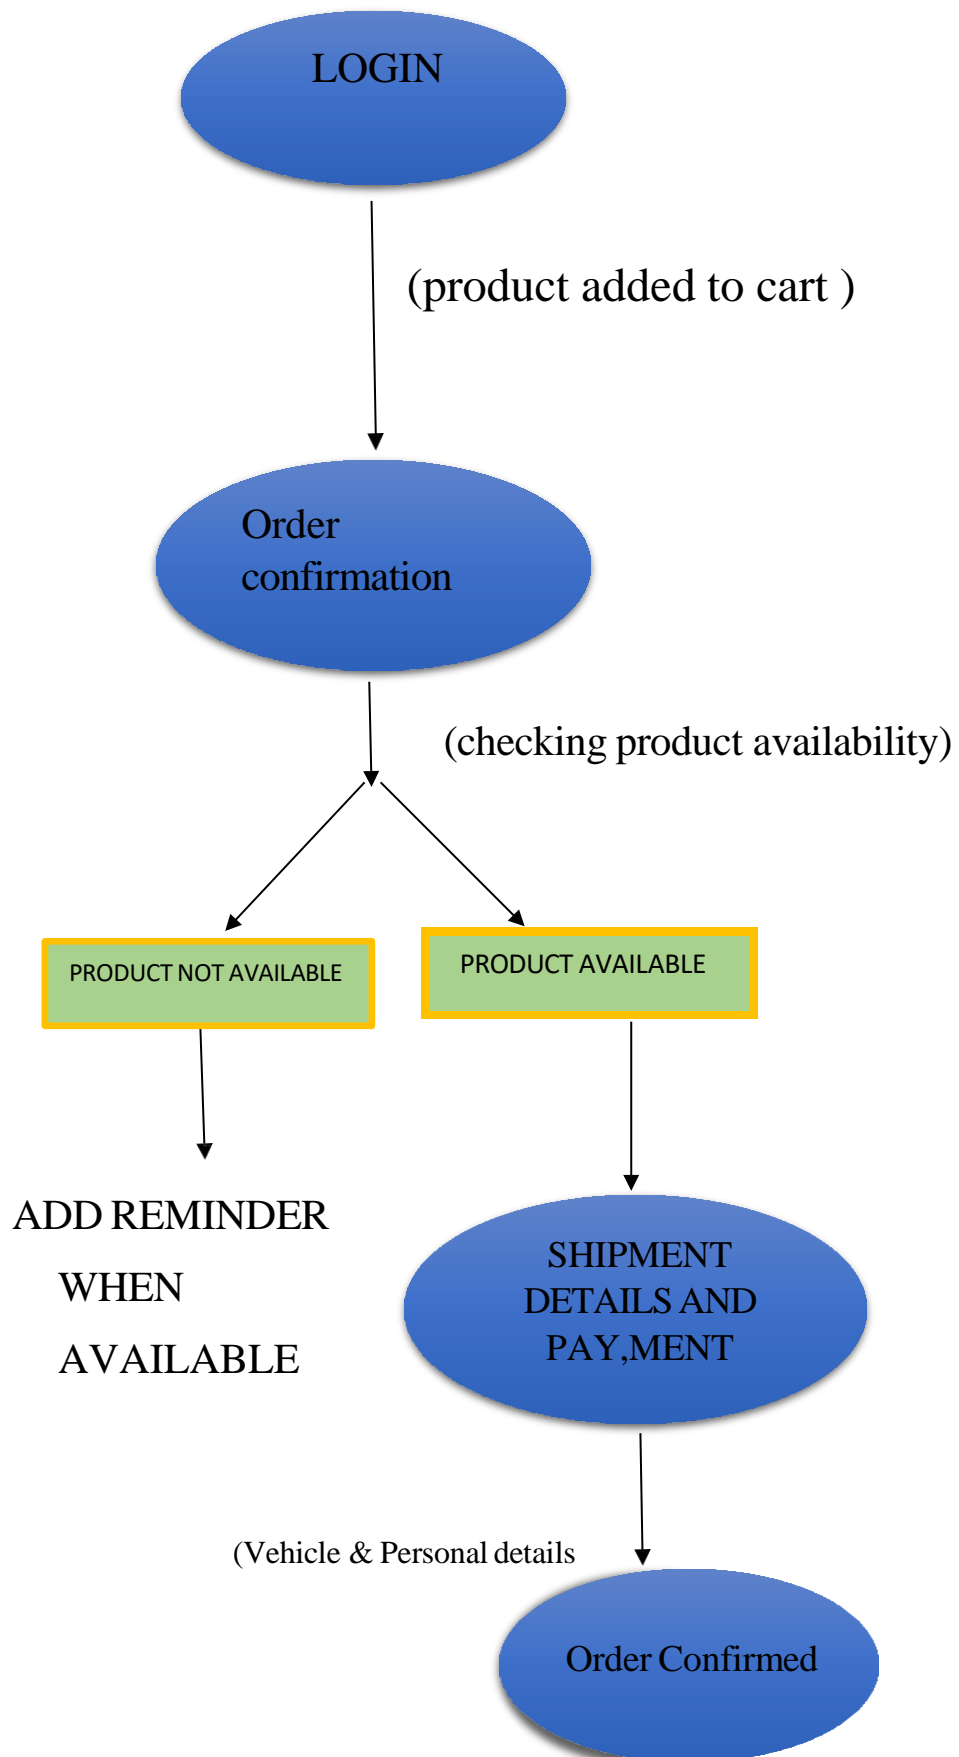 LOGIN
(product added to cart )
Order
confirmation
(checking product availability)
PRODUCT NOT AVAILABLE
PRODUCT AVAILABLE
ADD REMINDER
WHEN
AVAILABLE
SHIPMENT
DETAILS AND
PAY,MENT
(Vehicle & Personal details
Order Confirmed